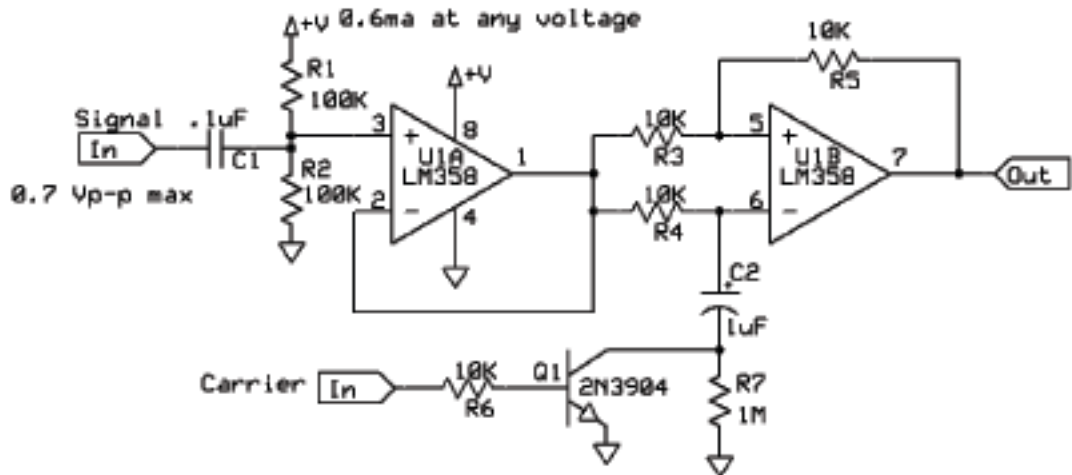 +V 0.6ma at any voltage
10K
R5
R1
100K
+V
Signal
In
.1uF
C1
3
+
8
U1A
LM358
1
10K
R3
5
+
U1B
LM358
7
Out
0.7 Vp-p max
R2
100K
2
-
4
10K
R4
6
-
C2
+
1uF
Carrier
In
10K
R6
Q1
2N3904
R7
1M